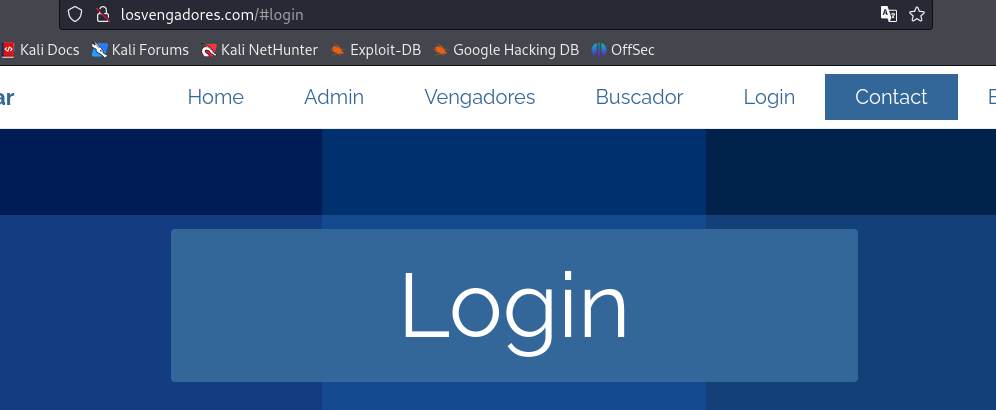 losvengadores.com/#login
Kali Docs Kali Forums Kali NetHunter Exploit-DB Google Hacking DB OffSec
ar Home Admin Vengadores Buscador Login Contact E
Login